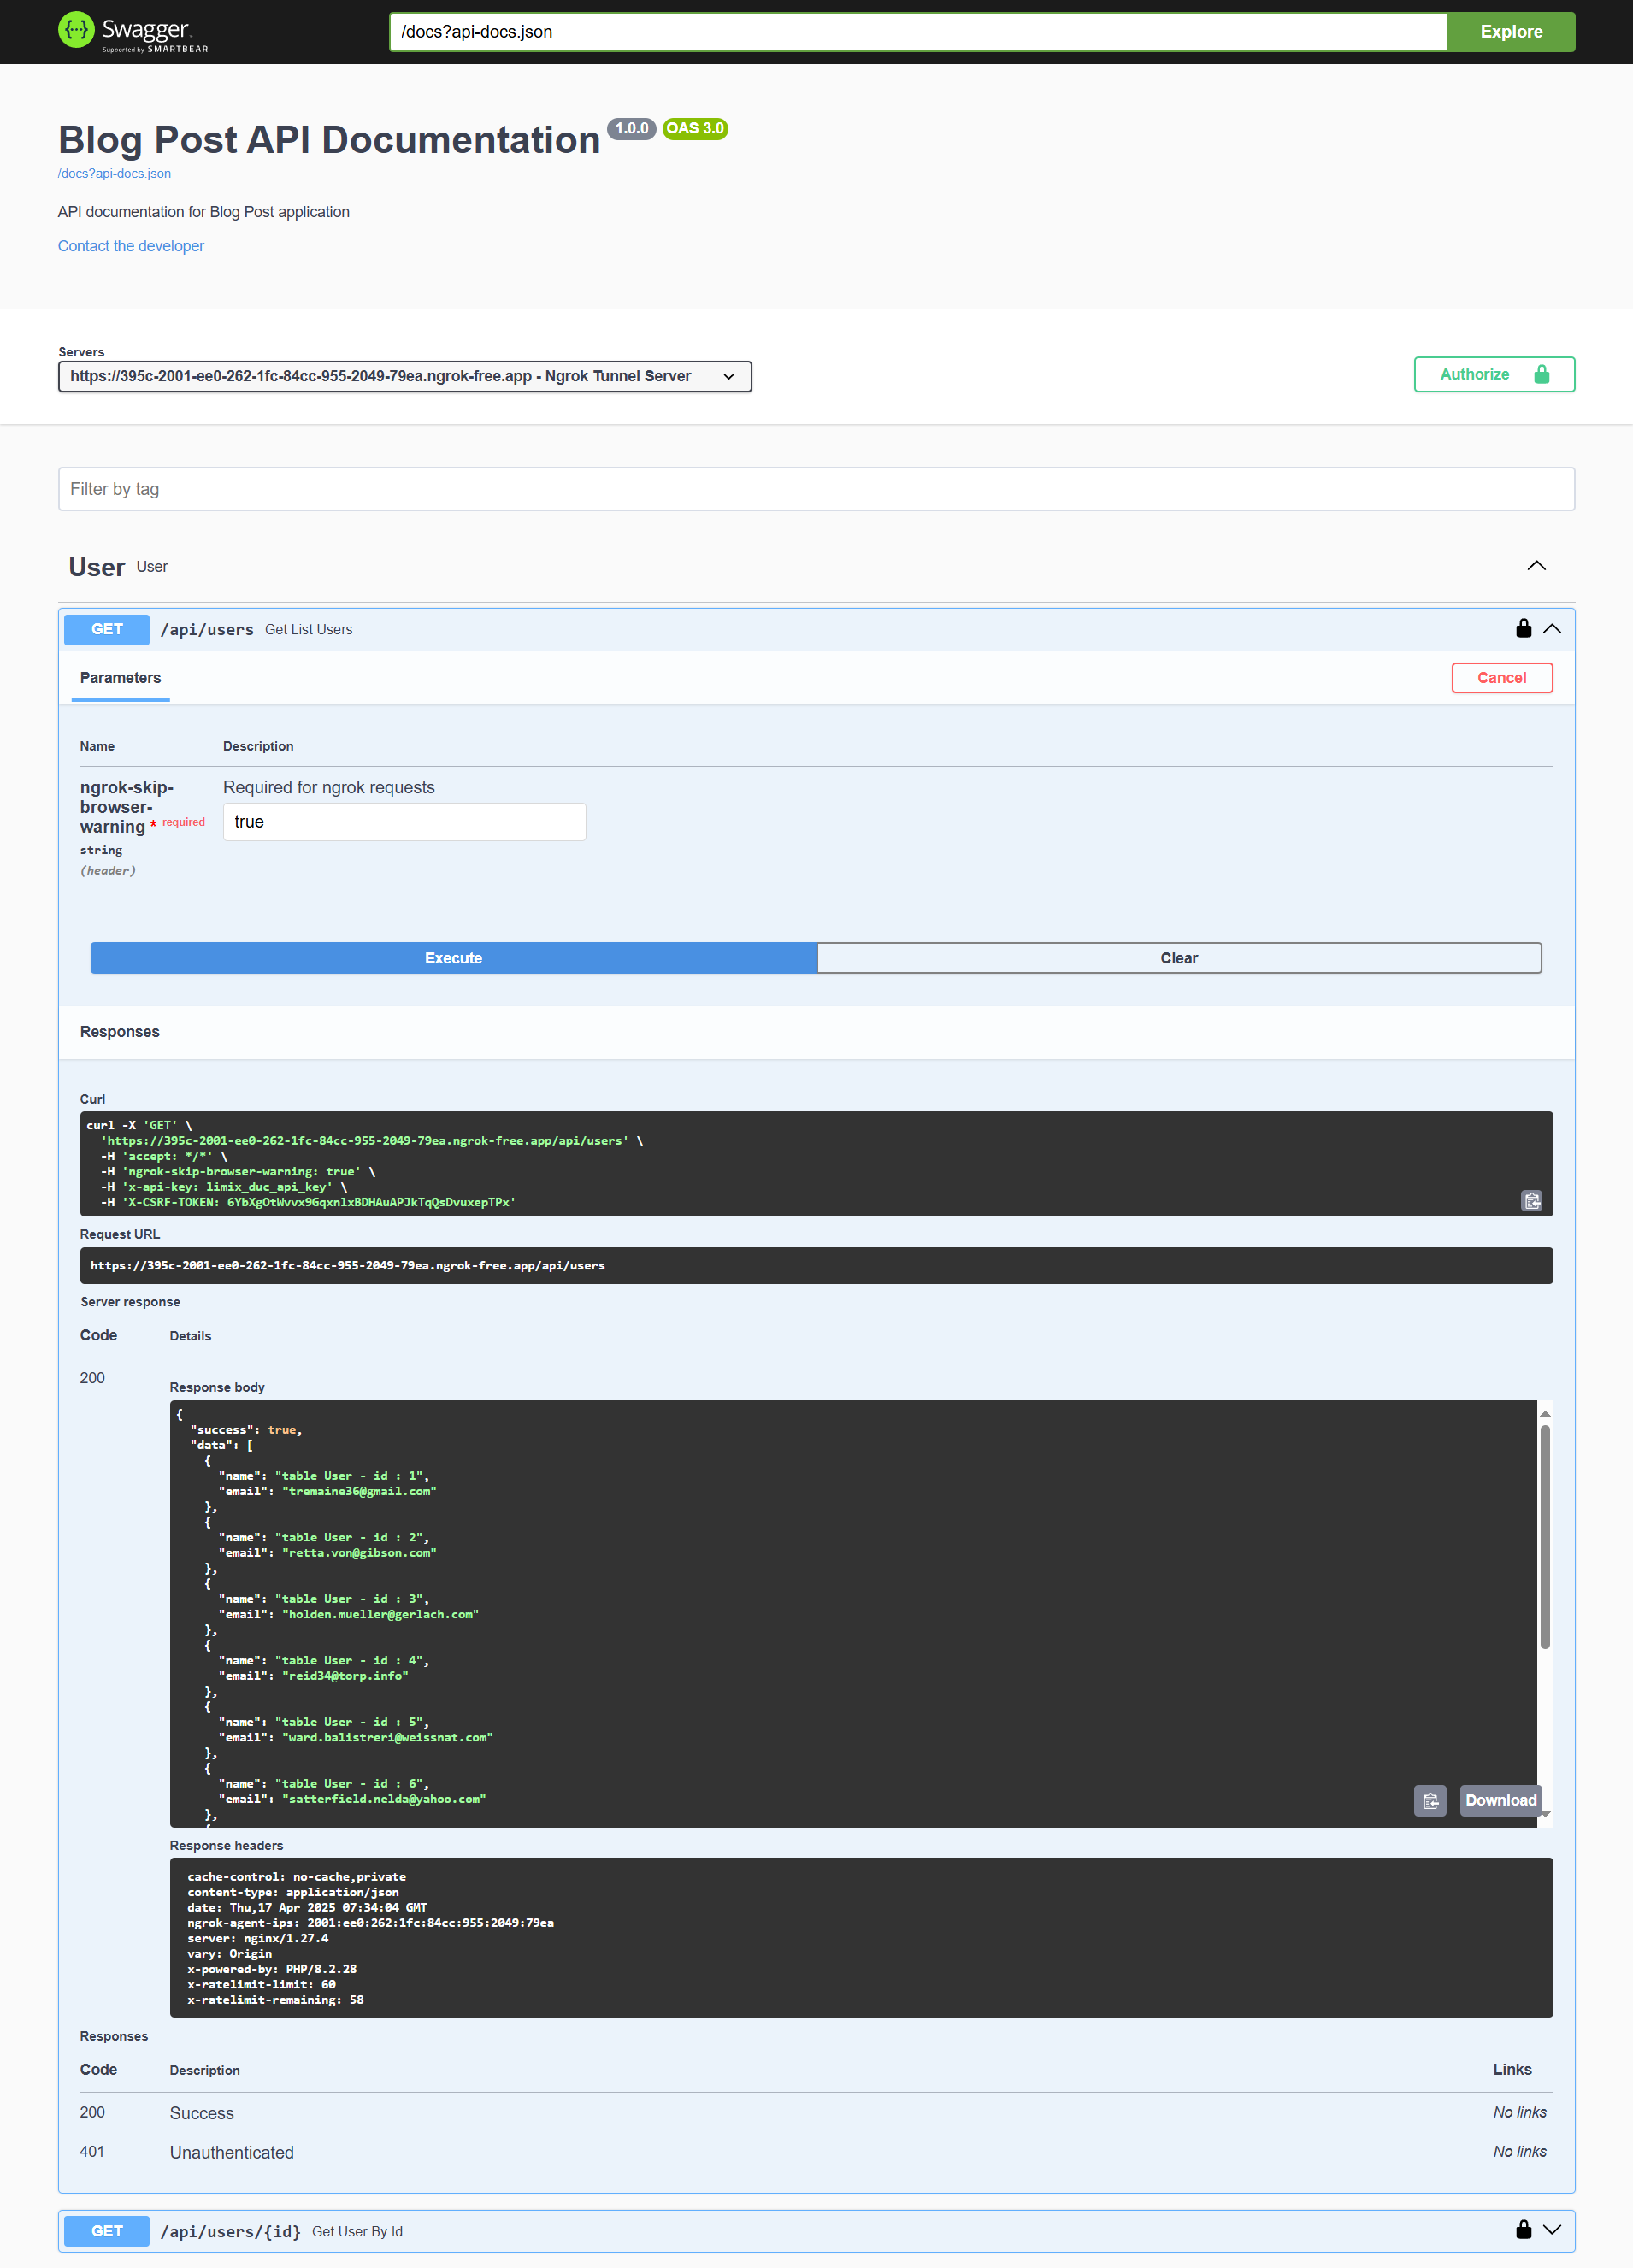 Swagger.
Supported by SMARTBEAR
/docs?api-docs.json
Explore
Blog Post API Documentation 1.0.0 OAS 3.0
/docs?api-docs.json
API documentation for Blog Post application
Contact the developer
Servers
https://395c-2001-ee0-262-1fc-84cc-955-2049-79ea.ngrok-free.app - Ngrok Tunnel Server
Authorize
Filter by tag
User User
GET /api/users Get List Users
Parameters
Cancel
Name Description
ngrok-skip-
browser-
warning * required
string
(header)
Required for ngrok requests
true
Execute Clear
Responses
Curl
curl -X 'GET' \
'https://395c-2001-ee0-262-1fc-84cc-955-2049-79ea.ngrok-free.app/api/users' \
-H 'accept: */*' \
-H 'ngrok-skip-browser-warning: true' \
-H 'x-api-key: limix_duc_api_key' \
-H 'X-CSRF-TOKEN: 6YbXgOtWvvx9GqxnlxBDHAuAPJkTqQsDvuxepTPx'
Request URL
https://395c-2001-ee0-262-1fc-84cc-955-2049-79ea.ngrok-free.app/api/users
Server response
Code Details
200
Response body
{
"success": true,
"data": [
{
"name": "table User - id : 1",
"email": "tremaine36@gmail.com"
},
{
"name": "table User - id : 2",
"email": "retta.von@gibson.com"
},
{
"name": "table User - id : 3",
"email": "holden.mueller@gerlach.com"
},
{
"name": "table User - id : 4",
"email": "reid34@torp.info"
},
{
"name": "table User - id : 5",
"email": "ward.balistreri@weissnat.com"
},
{
"name": "table User - id : 6",
"email": "satterfield.nelda@yahoo.com"
},
Download
Response headers
cache-control: no-cache,private
content-type: application/json
date: Thu,17 Apr 2025 07:34:04 GMT
ngrok-agent-ips: 2001:ee0:262:1fc:84cc:955:2049:79ea
server: nginx/1.27.4
vary: Origin
x-powered-by: PHP/8.2.28
x-ratelimit-limit: 60
x-ratelimit-remaining: 58
Responses
Code Description Links
200 Success No links
401 Unauthenticated No links
GET /api/users/{id} Get User By Id